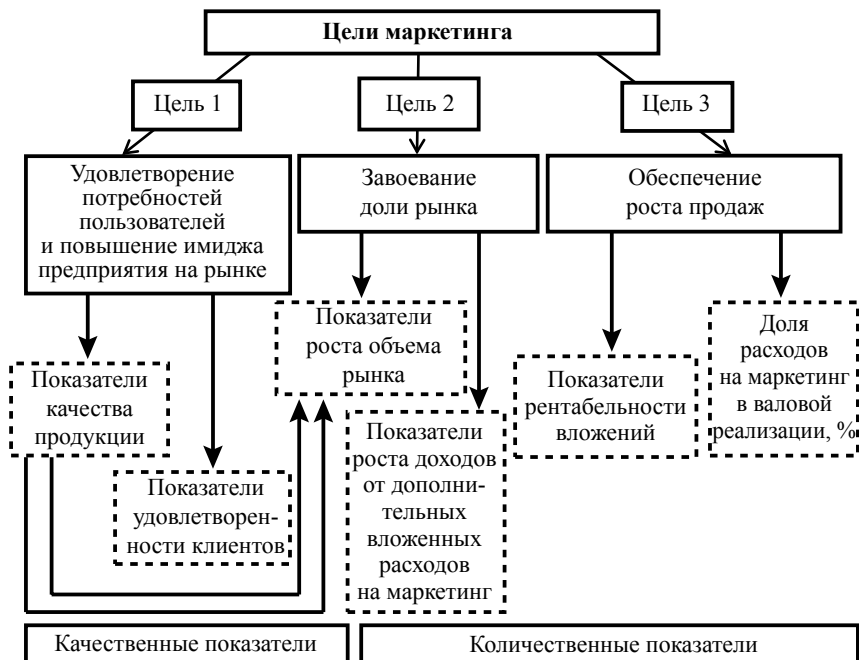 Цели маркетинга
Цель 1
Цель 2
Цель 3
Удовлетворение
потребностей
пользователей
и повышение имиджа
предприятия на рынке
Завоевание
доли рынка
Обеспечение
роста продаж
Показатели
качества
продукции
Показатели
удовлетворен-
ности клиентов
Показатели
роста объема
рынка
Показатели
роста доходов
от дополни-
тельных
вложенных
расходов
на маркетинг
Показатели
рентабельности
вложений
Доля
расходов
на маркетинг
в валовой
реализации, %
Качественные показатели
Количественные показатели